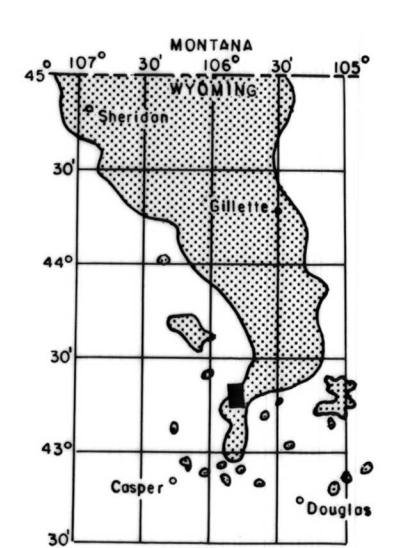 MONTANA
45° 107° 30' 106° 30' 105°
WYOMING
Sheridan
30'
Gillette
44°
30'
43°
Casper
Douglas
30'